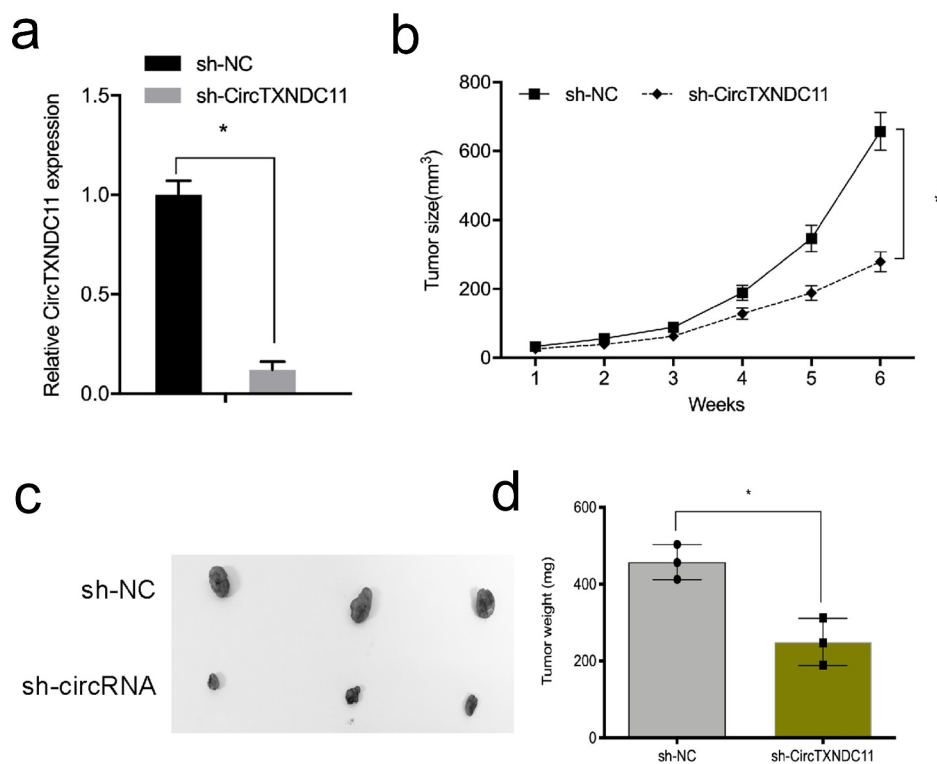 a
sh-NC
sh-CircTXNDC11
Relative CircTXNDC11 expression
1.5
1.0
0.5
0.0
*
b
sh-NC
sh-CircTXNDC11
Tumor size(mm³)
800
600
400
200
0
1 2 3 4 5 6
Weeks
*
c
sh-NC
sh-circRNA
d
Tumor weight (mg)
600
400
200
0
*
sh-NC sh-CircTXNDC11